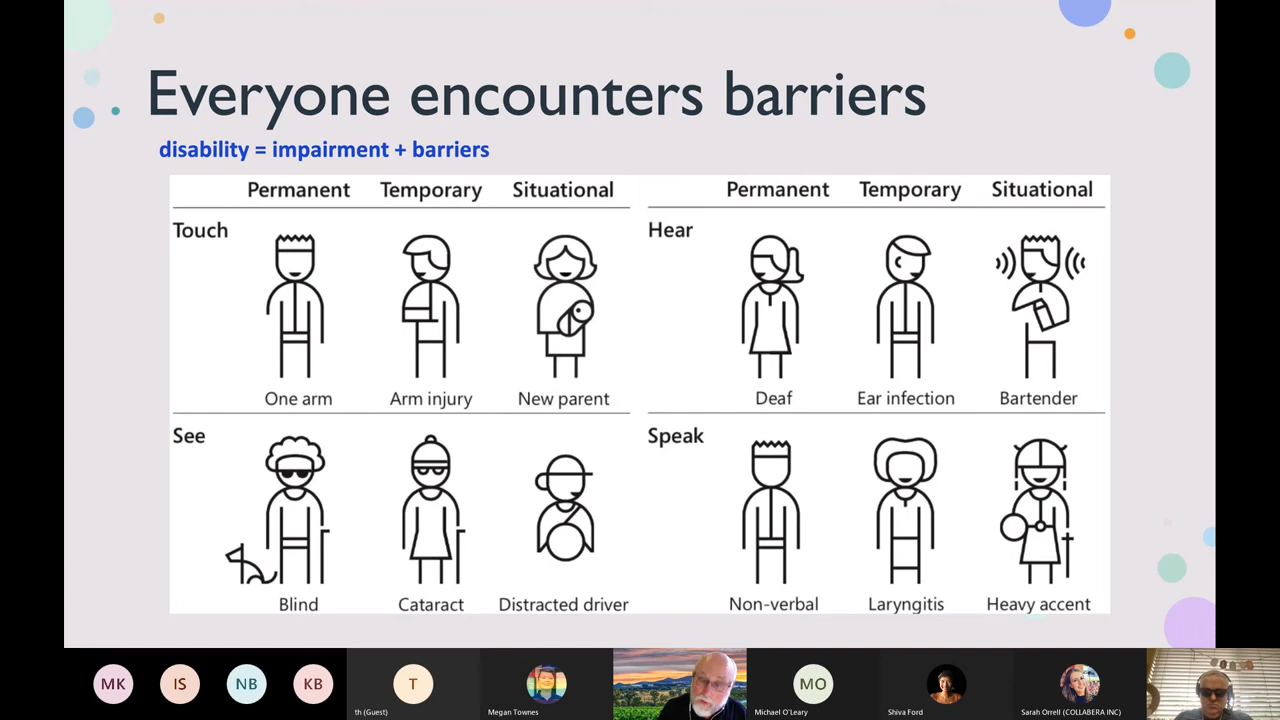 Everyone encounters barriers
disability = impairment + barriers
Permanent Temporary Situational
Touch
One arm Arm injury New parent
See
Blind Cataract Distracted driver
Permanent Temporary Situational
Hear
Deaf Ear infection Bartender
Speak
Non-verbal Laryngitis Heavy accent
MK IS NB KB T MO
th (Guest) Megan Townes Michael O'Leary Shiva Ford Sarah Orrell (COLLABERA INC)